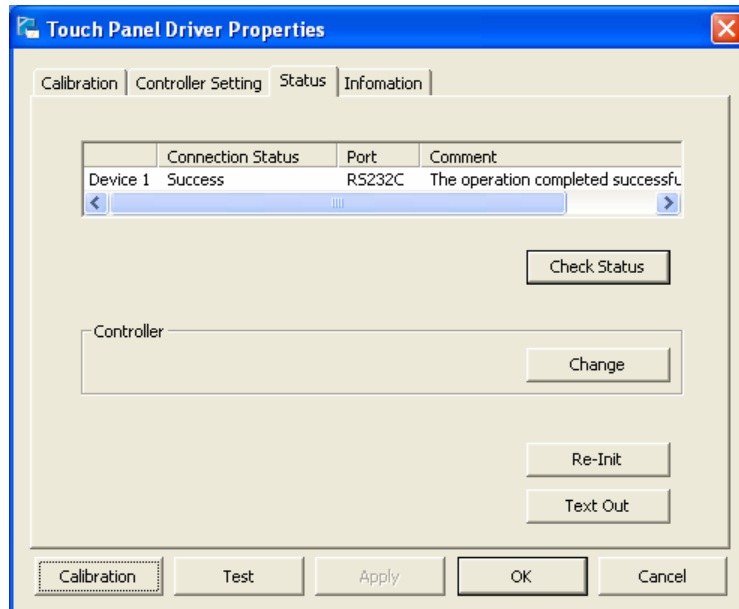 Touch Panel Driver Properties
Calibration Controller Setting Status Infomation
Connection Status Port Comment
Device 1 Success RS232C The operation completed successfu
Check Status
Controller
Change
Re-Init
Text Out
Calibration Test Apply OK Cancel